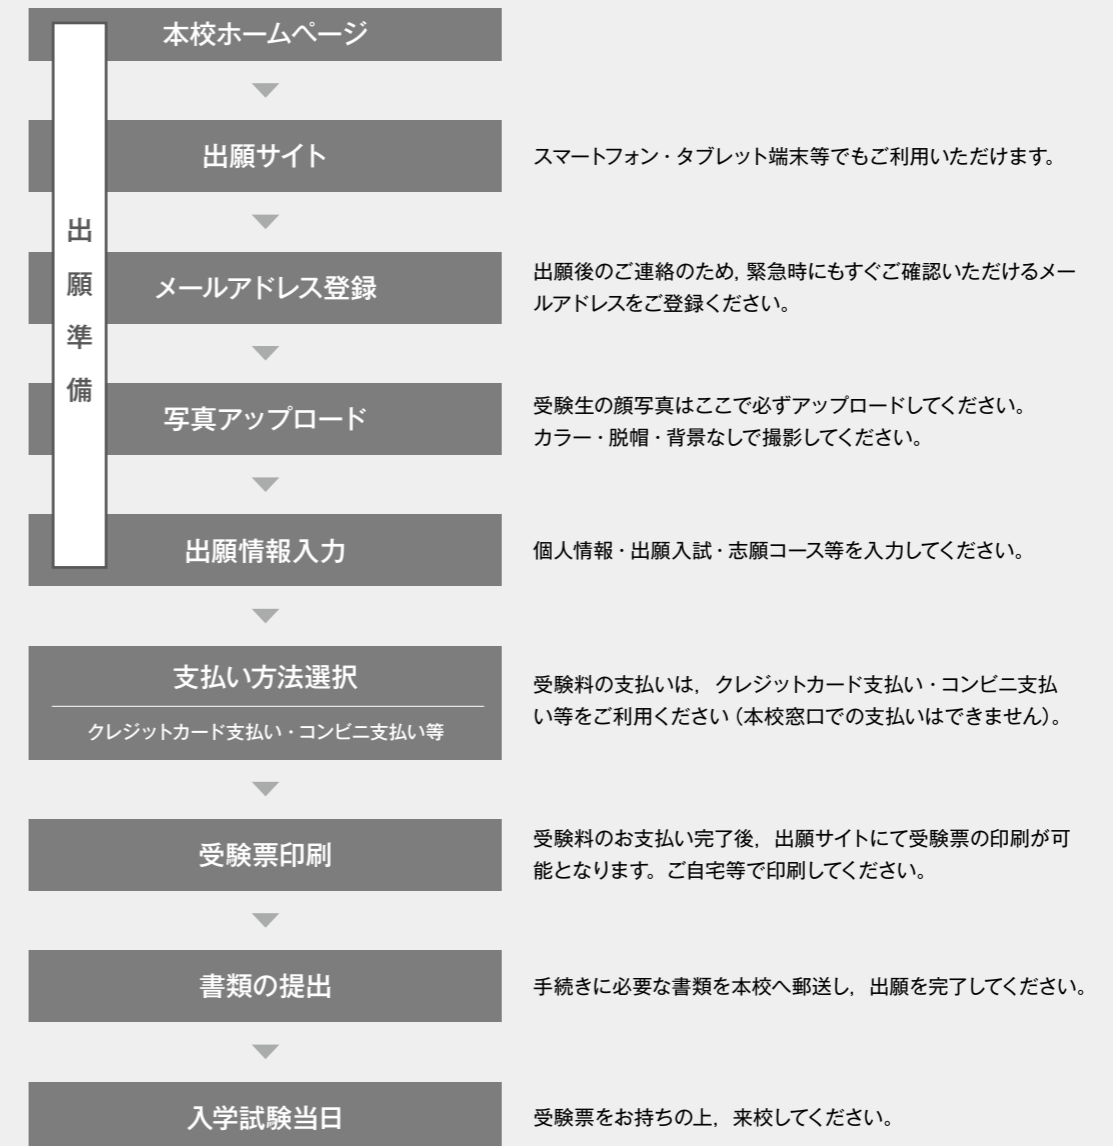 本校ホームページ
出願サイト
スマートフォン・タブレット端末等でもご利用いただけます。
出願準備
メールアドレス登録
出願後のご連絡のため, 緊急時にもすぐご確認いただけるメー
ルアドレスをご登録ください。
写真アップロード
受験生の顔写真はここで必ずアップロードしてください。
カラー・脱帽・背景なしで撮影してください。
出願情報入力
個人情報・出願入試・志願コース等を入力してください。
支払い方法選択
クレジットカード支払い・コンビニ支払い等
受験料の支払いは, クレジットカード支払い・コンビニ支払
い等をご利用ください (本校窓口での支払いはできません)。
受験票印刷
受験料のお支払い完了後, 出願サイトにて受験票の印刷が可
能となります。ご自宅等で印刷してください。
書類の提出
手続きに必要な書類を本校へ郵送し, 出願を完了してください。
入学試験当日
受験票をお持ちの上, 来校してください。